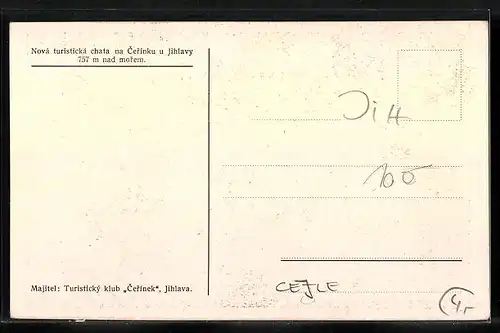 Nová turistická chata na Čeřínku u Jihlavy
757 m nad mořem.
JiH
100
CEJLE
Majitel: Turistický klub „Čeřínek“, Jihlava.
4,-